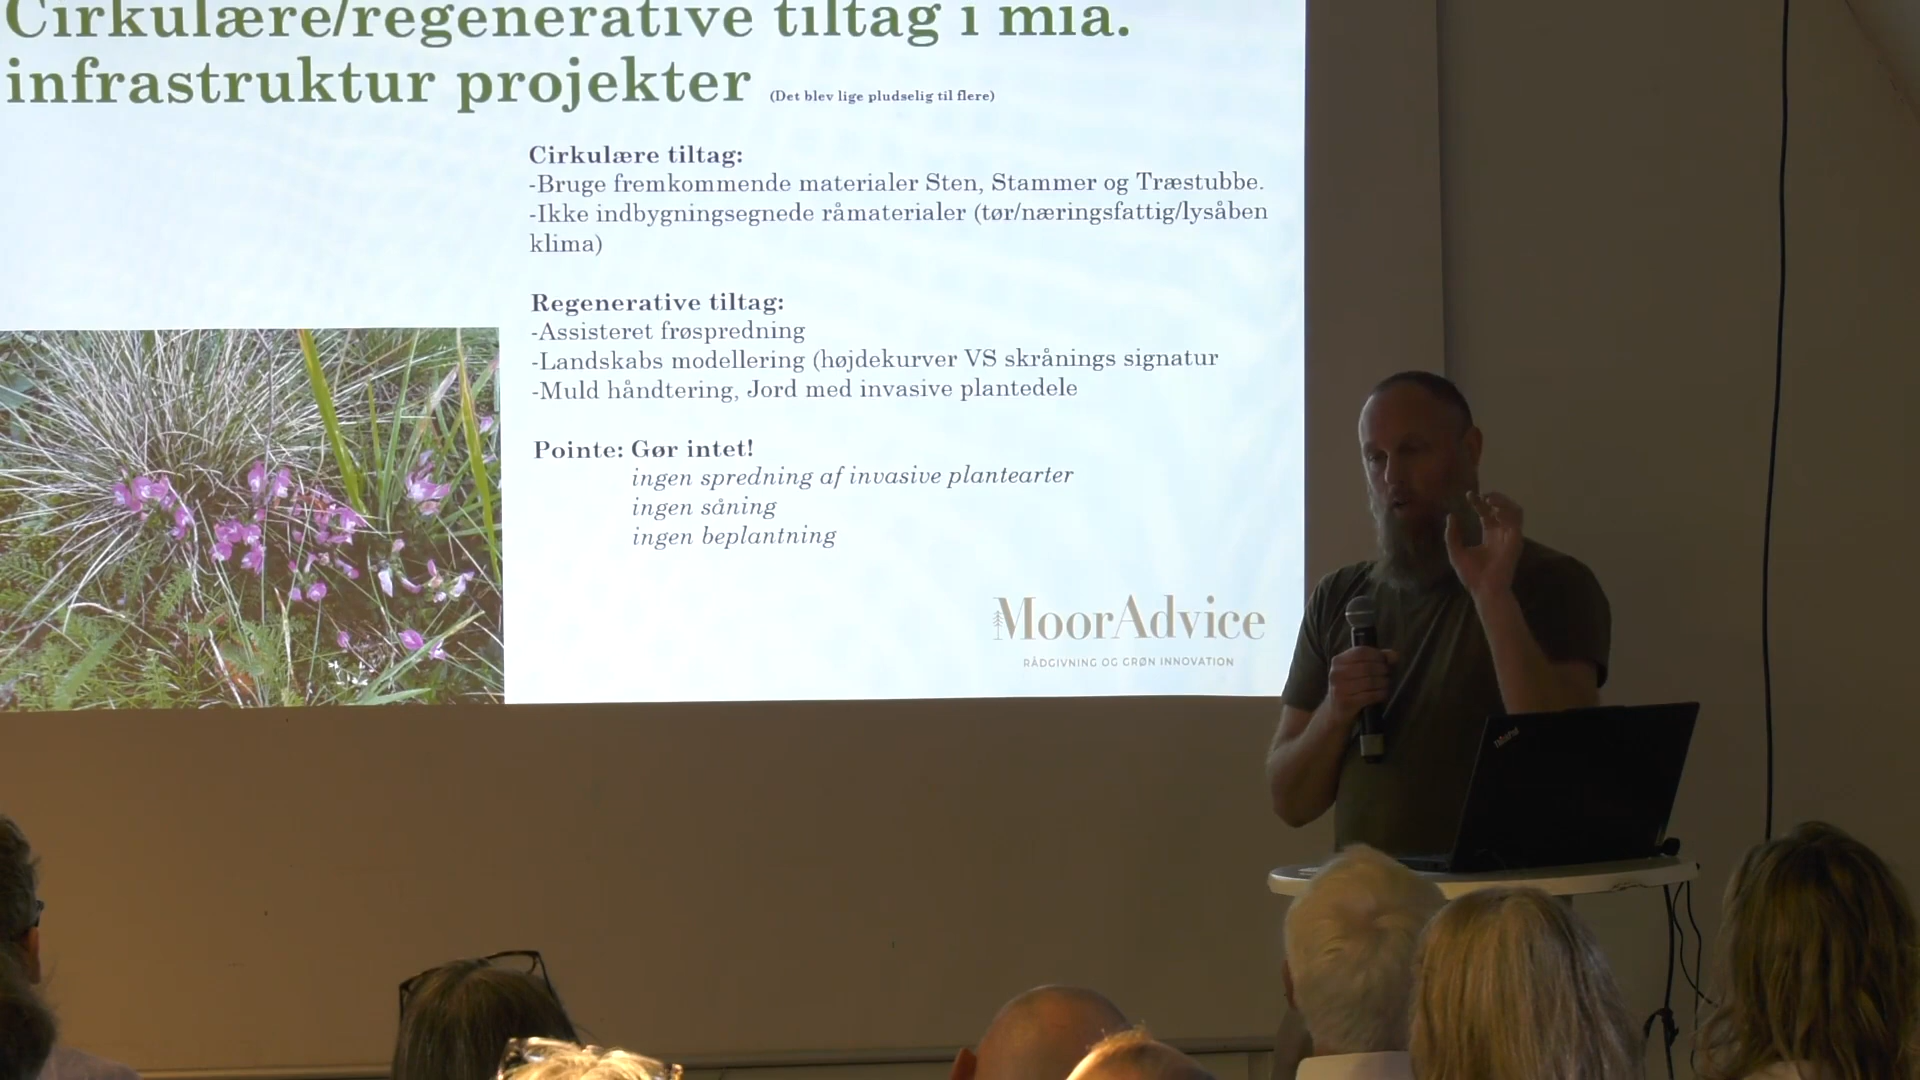 Cirkulære/regenerative tiltag i mia.
infrastruktur projekter (Det blev lige pludselig til flere)
Cirkulære tiltag:
-Bruge fremkommende materialer Sten, Stammer og Træstubbe.
-Ikke indbygningsegnede råmaterialer (tør/næringsfattig/lysåben
klima)
Regenerative tiltag:
-Assisteret frøspredning
-Landskabs modellering (højdekurver VS skrånings signatur
-Muld håndtering, Jord med invasive plantedele
Pointe: Gør intet!
ingen spredning af invasive plantearter
ingen såning
ingen beplantning
MoorAdvice
RÅDGIVNING OG GRØN INNOVATION
ThinkPad